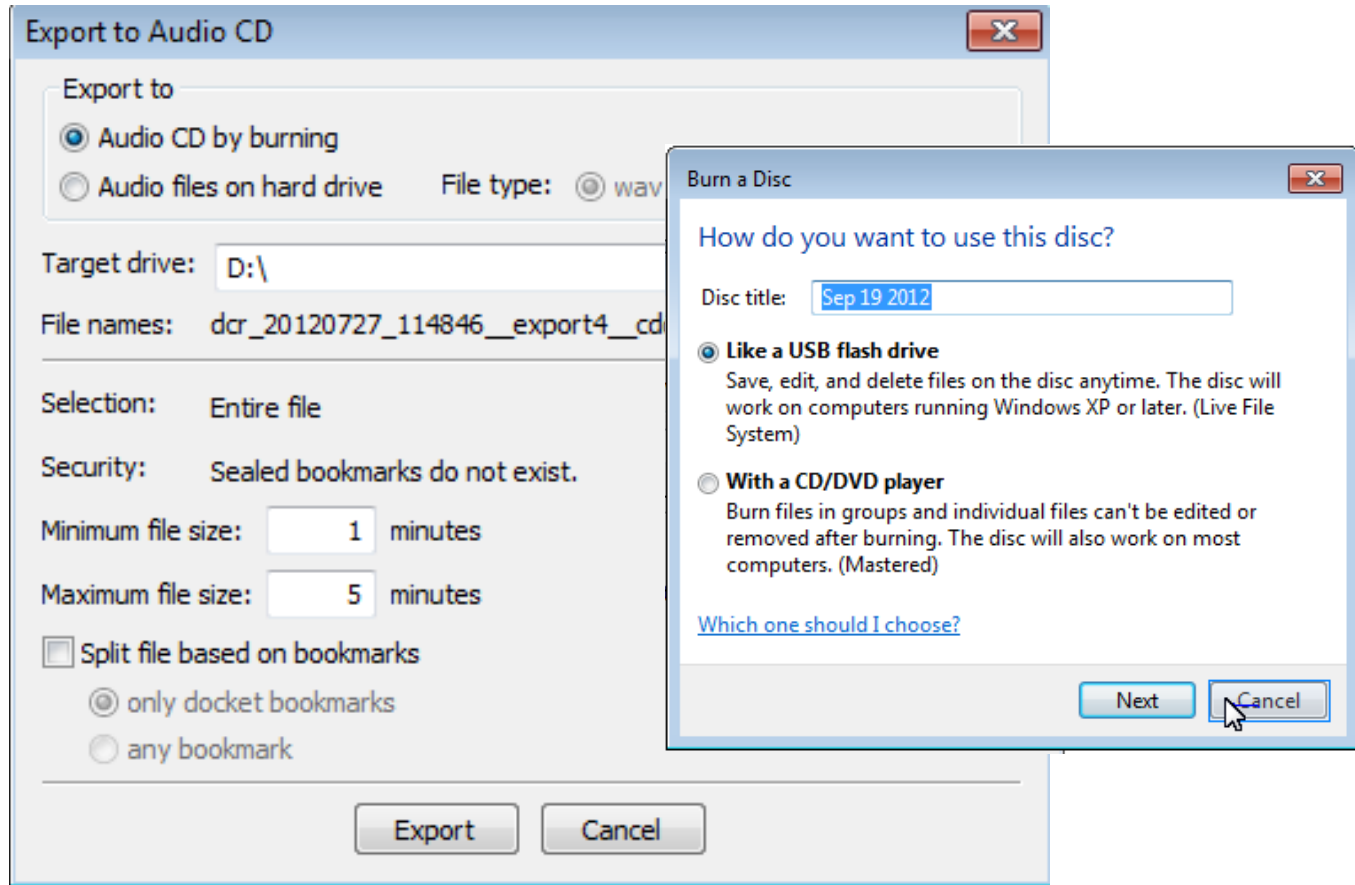 Export to Audio CD
Export to
Audio CD by burning
Audio files on hard drive File type: wav
Target drive: D:\
File names: dcr_20120727_114846__export4__cd
Selection: Entire file
Security: Sealed bookmarks do not exist.
Minimum file size: 1 minutes
Maximum file size: 5 minutes
Split file based on bookmarks
only docket bookmarks
any bookmark
Export Cancel
Burn a Disc
How do you want to use this disc?
Disc title: Sep 19 2012
Like a USB flash drive
Save, edit, and delete files on the disc anytime. The disc will
work on computers running Windows XP or later. (Live File
System)
With a CD/DVD player
Burn files in groups and individual files can't be edited or
removed after burning. The disc will also work on most
computers. (Mastered)
Which one should I choose?
Next Cancel